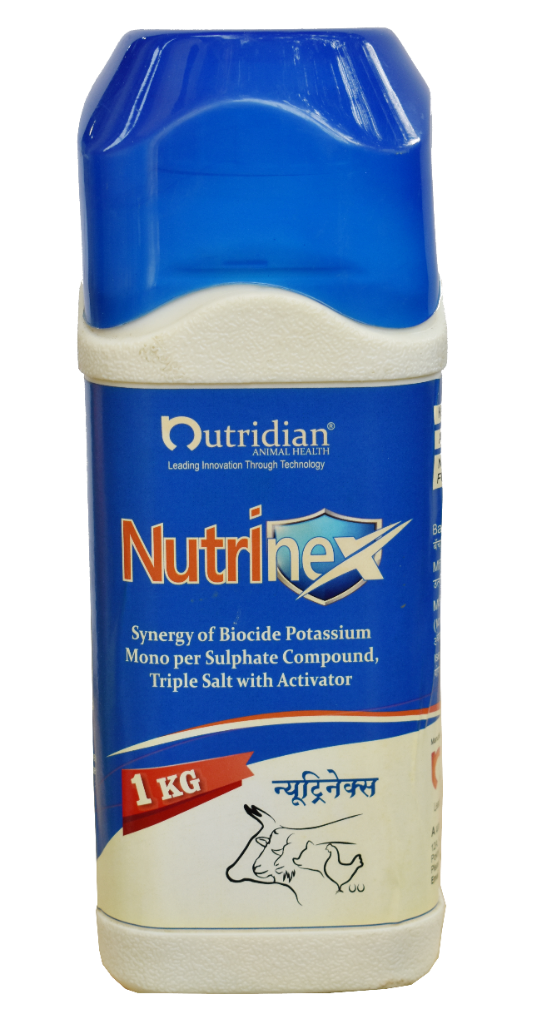 nutridian®
ANIMAL HEALTH
Leading Innovation Through Technology
Nutrinex
Synergy of Biocide Potassium
Mono per Sulphate Compound,
Triple Salt with Activator
1 KG
न्यूट्रिनेक्स